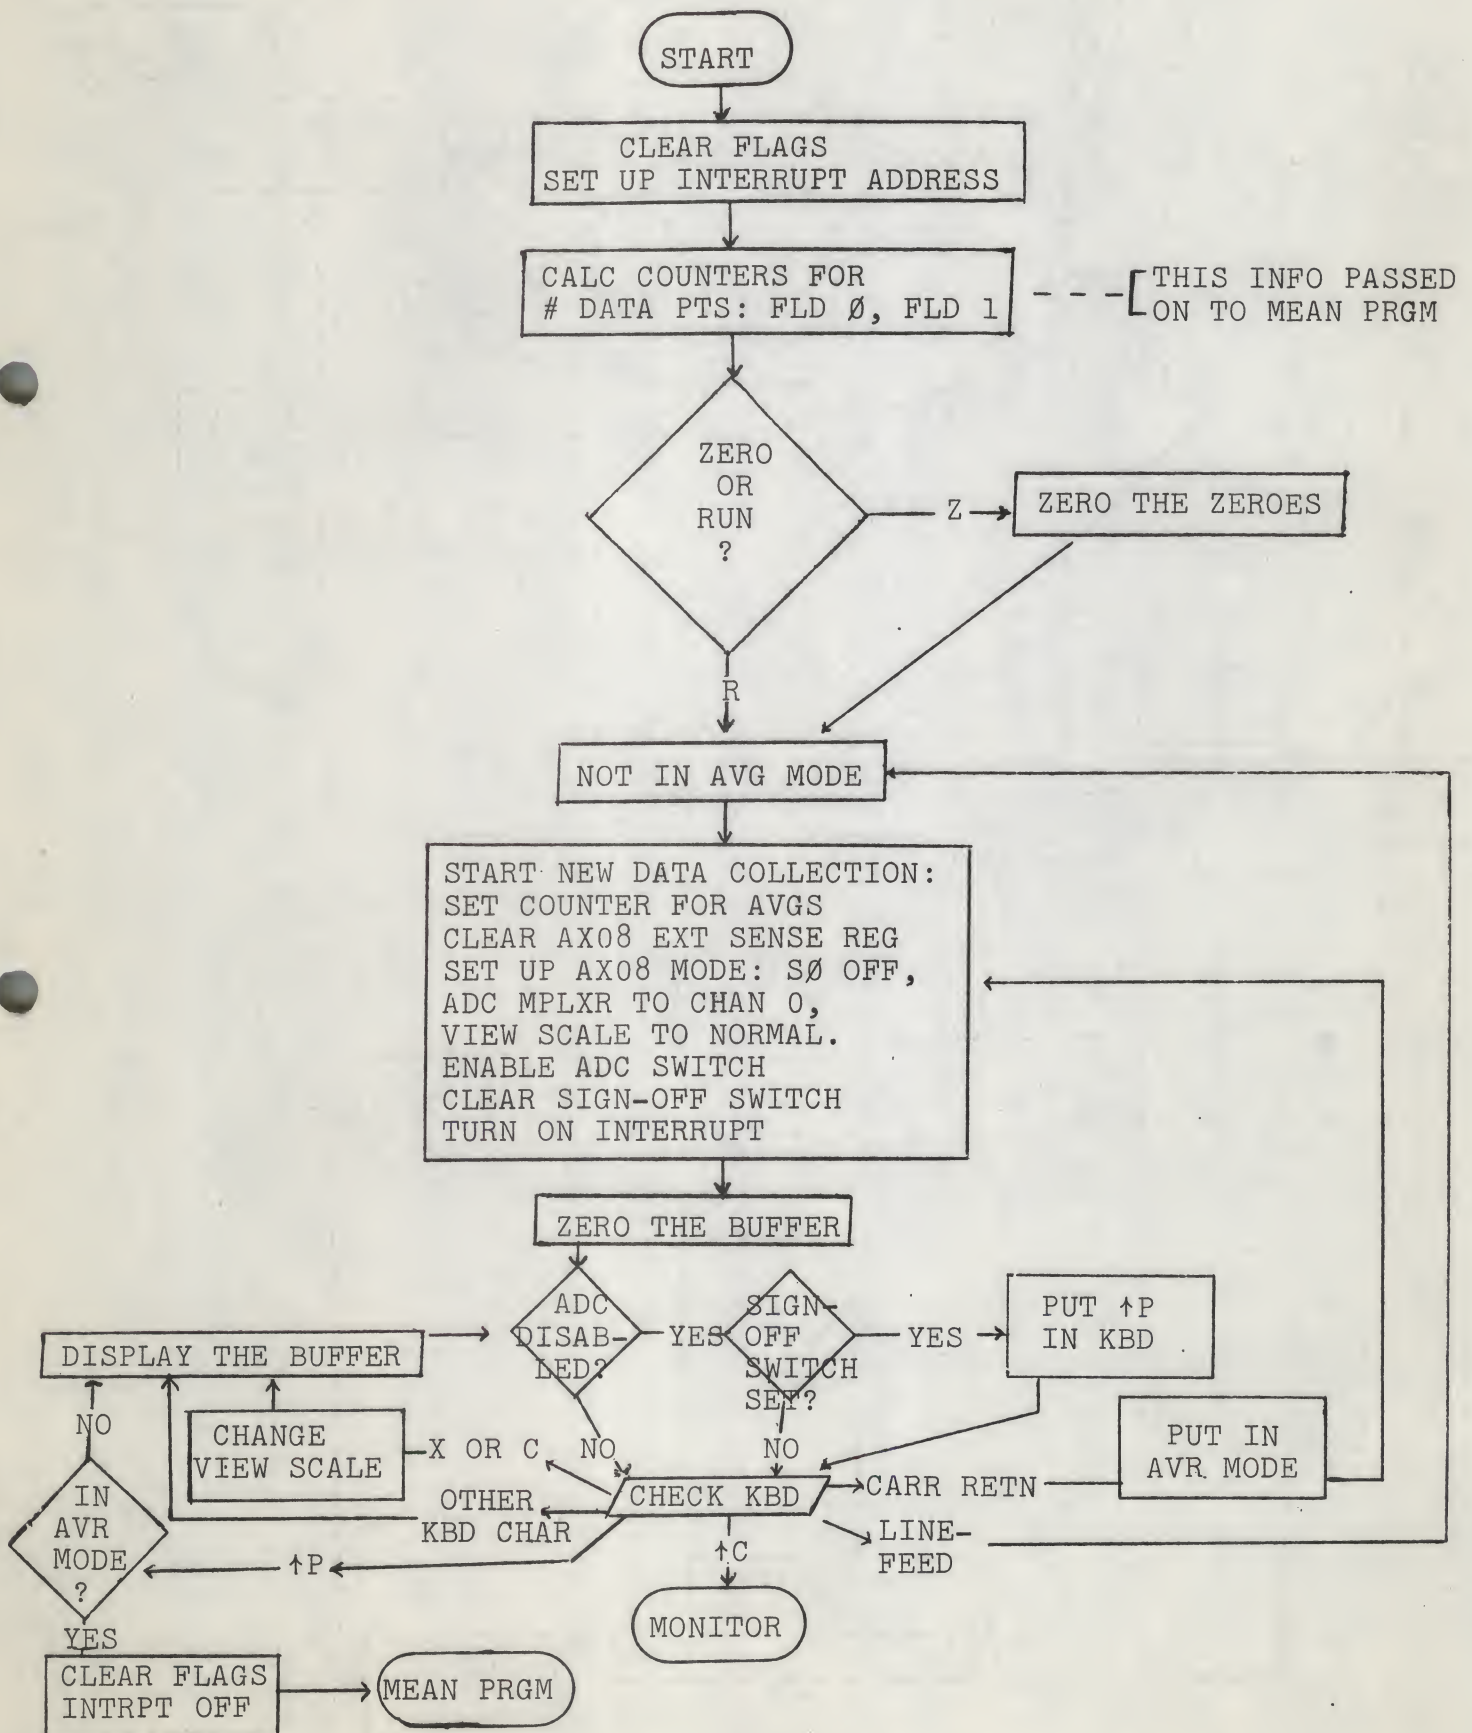 START
CLEAR FLAGS
SET UP INTERRUPT ADDRESS
CALC COUNTERS FOR
# DATA PTS: FLD Ø, FLD 1
THIS INFO PASSED
ON TO MEAN PRGM
ZERO
OR
RUN
?
Z
ZERO THE ZEROES
R
NOT IN AVG MODE
START NEW DATA COLLECTION:
SET COUNTER FOR AVGS
CLEAR AX08 EXT SENSE REG
SET UP AX08 MODE: SØ OFF,
ADC MPLXR TO CHAN 0,
VIEW SCALE TO NORMAL.
ENABLE ADC SWITCH
CLEAR SIGN-OFF SWITCH
TURN ON INTERRUPT
ZERO THE BUFFER
ADC
DISAB-
LED?
YES
SIGN-
OFF
SWITCH
SET?
YES
PUT ↑P
IN KBD
DISPLAY THE BUFFER
NO
CHANGE
VIEW SCALE
X OR C
NO
NO
PUT IN
AVR MODE
CARR RETN
CHECK KBD
OTHER
KBD CHAR
IN
AVR
MODE
?
↑P
↑C
LINE-
FEED
MONITOR
YES
CLEAR FLAGS
INTRPT OFF
MEAN PRGM